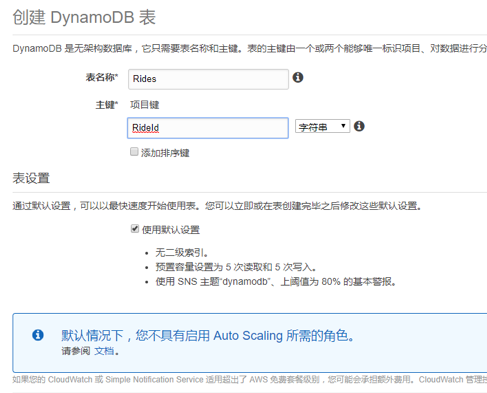 创建 DynamoDB 表
DynamoDB 是无架构数据库，它只需要表名称和主键。表的主键由一个或两个能够唯一标识项目、对数据进行分
表名称* Rides
主键* 项目键
RideId 字符串
添加排序键
表设置
通过默认设置，可以以最快速度开始使用表。您可以立即或在表创建完毕之后修改这些默认设置。
使用默认设置
• 无二级索引。
• 预置容量设置为 5 次读取和 5 次写入。
• 使用 SNS 主题“dynamodb”、上阈值为 80% 的基本警报。
默认情况下，您不具有启用 Auto Scaling 所需的角色。
请参阅 文档。
如果您的 CloudWatch 或 Simple Notification Service 适用超出了 AWS 免费套餐级别，您可能会承担额外费用。CloudWatch 管理控